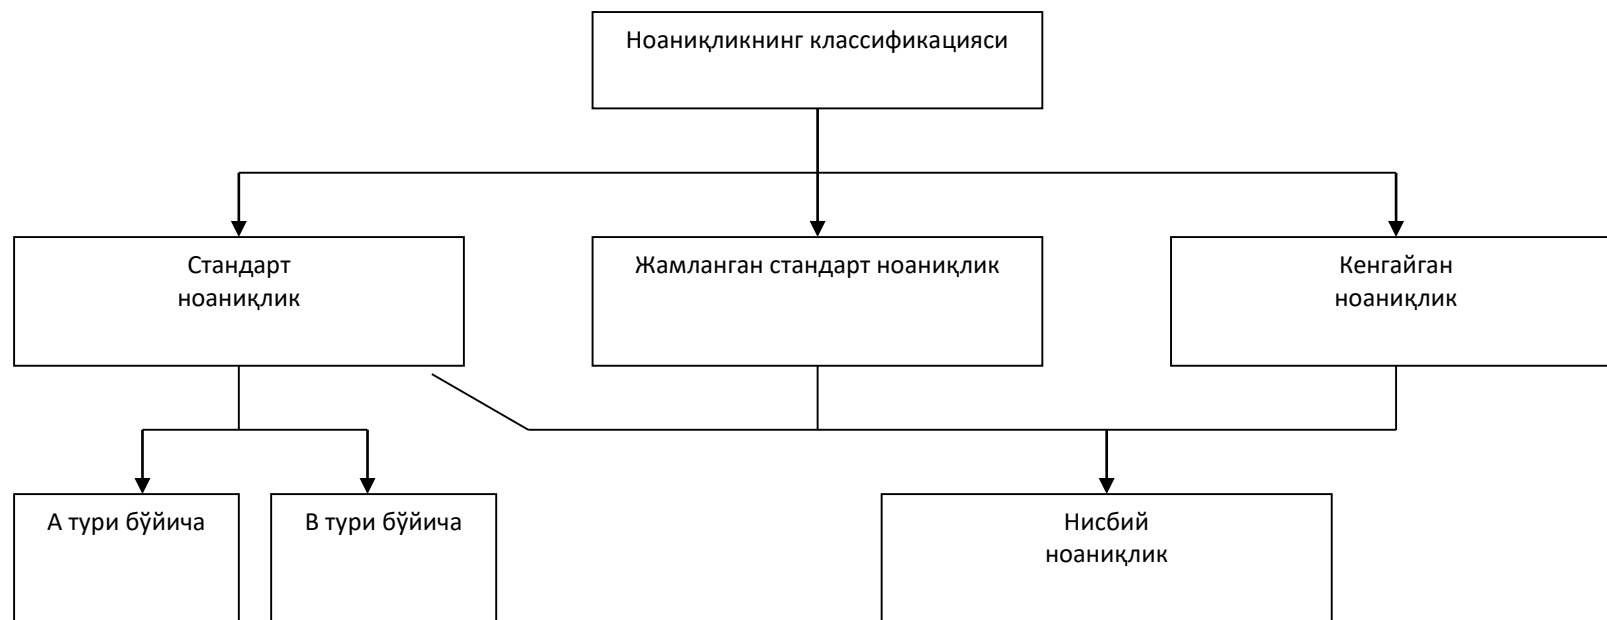 Ноаниқликнинг классификацияси
Стандарт
ноаниқлик
Жамланган стандарт ноаниқлик
Кенгайган
ноаниқлик
А тури бўйича
В тури бўйича
Нисбий
ноаниқлик